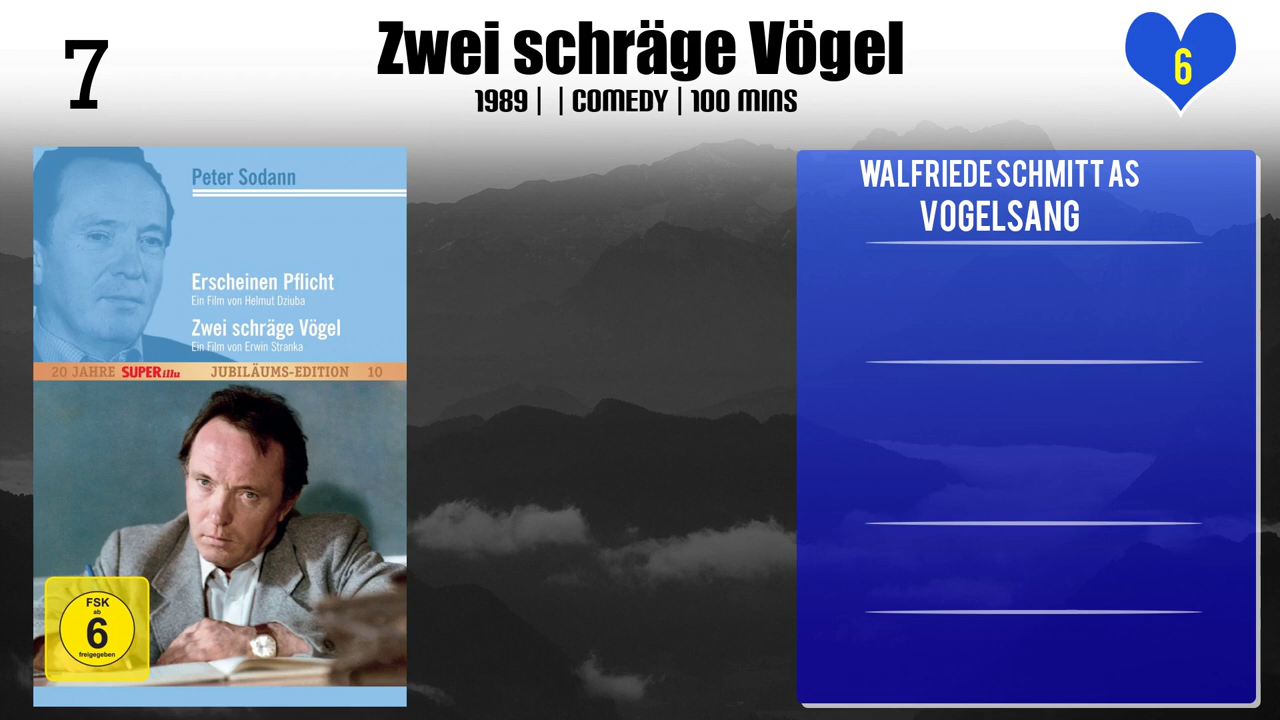 7
Zwei schräge Vögel
1989 | | COMEDY | 100 MINS
6
Peter Sodann
Erscheinen Pflicht
Ein Film von Helmut Dziuba
Zwei schräge Vögel
Ein Film von Erwin Stranka
20 JAHRE SUPERillu JUBILÄUMS-EDITION 10
FSK
ab
6
freigegeben
WALFRIEDE SCHMITT AS
VOGELSANG